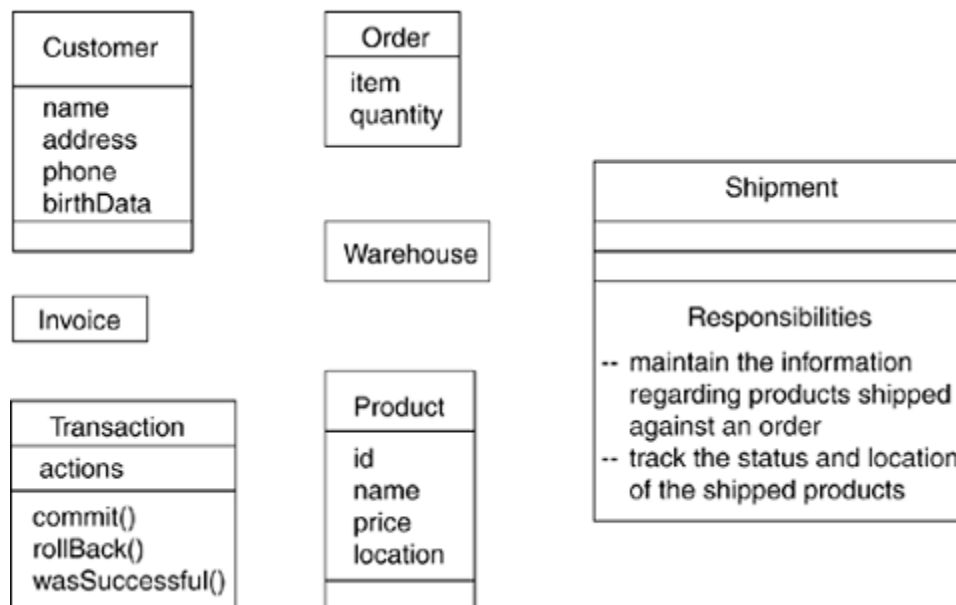 Customer
name
address
phone
birthData
Order
item
quantity
Warehouse
Invoice
Shipment
Responsibilities
-- maintain the information
regarding products shipped
against an order
-- track the status and location
of the shipped products
Transaction
actions
commit()
rollBack()
wasSuccessful()
Product
id
name
price
location